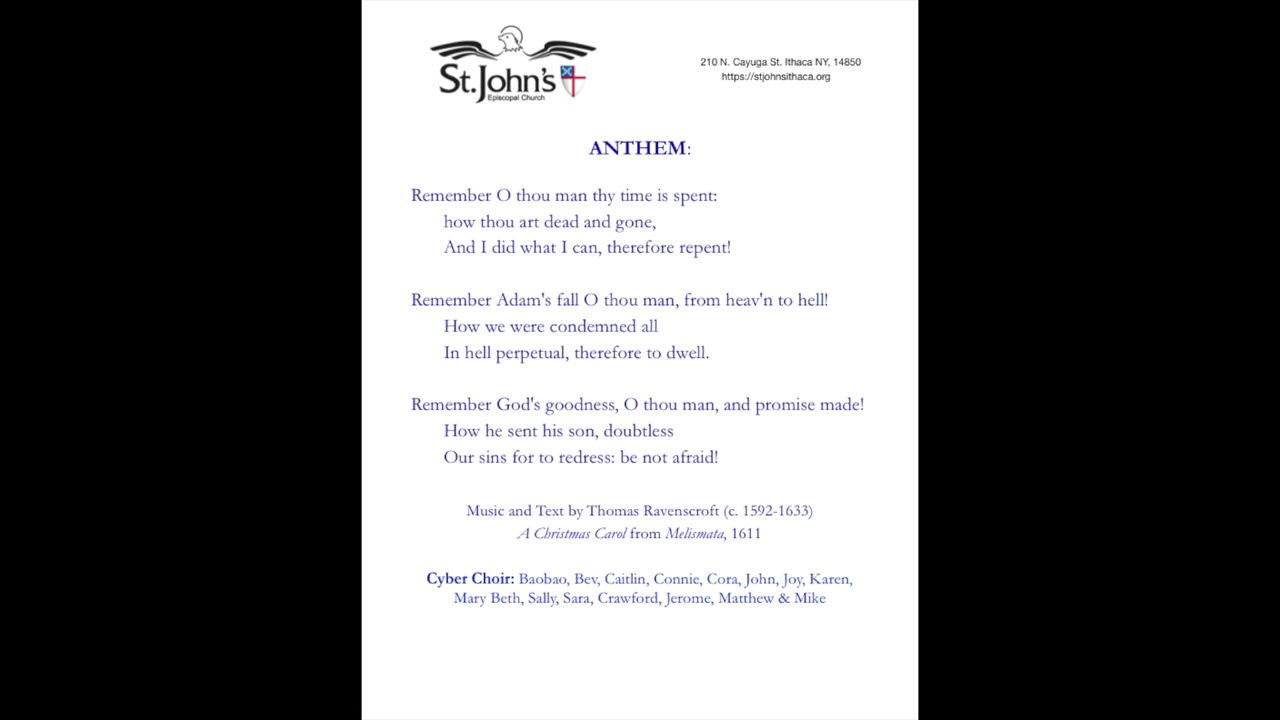 St.John's
Episcopal Church
210 N. Cayuga St. Ithaca NY, 14850
https://stjohnsithaca.org
ANTHEM:
Remember O thou man thy time is spent:
how thou art dead and gone,
And I did what I can, therefore repent!
Remember Adam's fall O thou man, from heav'n to hell!
How we were condemned all
In hell perpetual, therefore to dwell.
Remember God's goodness, O thou man, and promise made!
How he sent his son, doubtless
Our sins for to redress: be not afraid!
Music and Text by Thomas Ravenscroft (c. 1592-1633)
A Christmas Carol from Melismata, 1611
Cyber Choir: Baobao, Bev, Caitlin, Connie, Cora, John, Joy, Karen,
Mary Beth, Sally, Sara, Crawford, Jerome, Matthew & Mike